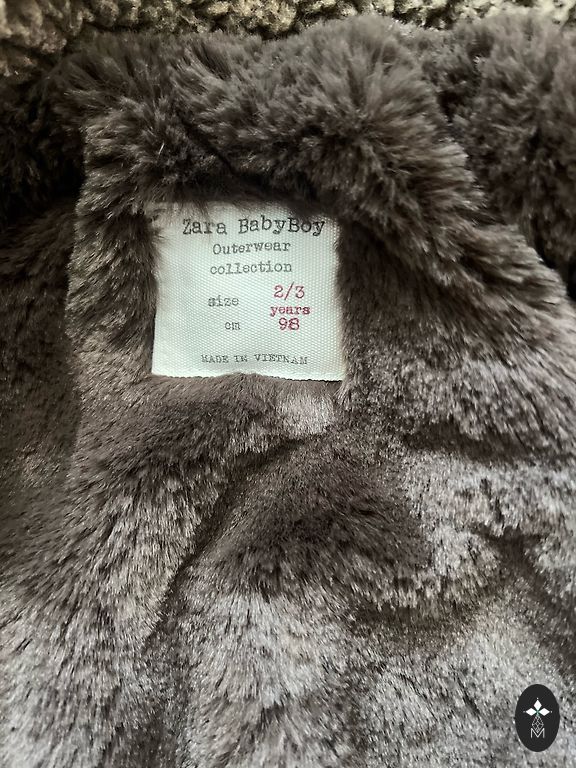 Zara BabyBoy
Outerwear
collection
size 2/3
years
cm 98
MADE IN VIETNAM
M